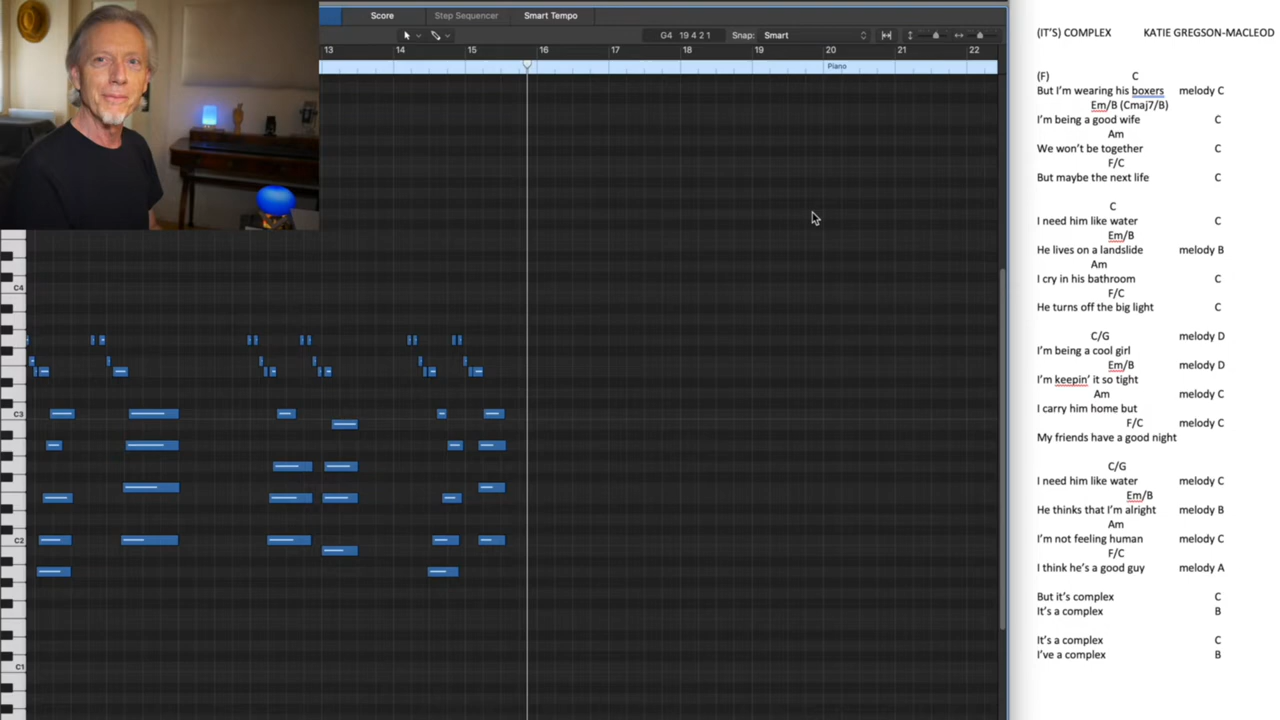 Score Step Sequencer Smart Tempo
G4 19 4 2 1 Snap: Smart
13 14 15 16 17 18 19 20 21 22
Piano
C4
C3
C2
C1
(IT'S) COMPLEX KATIE GREGSON-MACLEOD
(F) C
But I'm wearing his boxers melody C
Em/B (Cmaj7/B)
I'm being a good wife C
Am
We won't be together C
F/C
But maybe the next life C
C
I need him like water C
Em/B
He lives on a landslide melody B
Am
I cry in his bathroom C
F/C
He turns off the big light C
C/G melody D
I'm being a cool girl
Em/B melody D
I'm keepin' it so tight
Am melody C
I carry him home but
F/C melody C
My friends have a good night
C/G
I need him like water melody C
Em/B
He thinks that I'm alright melody B
Am
I'm not feeling human melody C
F/C
I think he's a good guy melody A
But it's complex C
It's a complex B
It's a complex C
I've a complex B